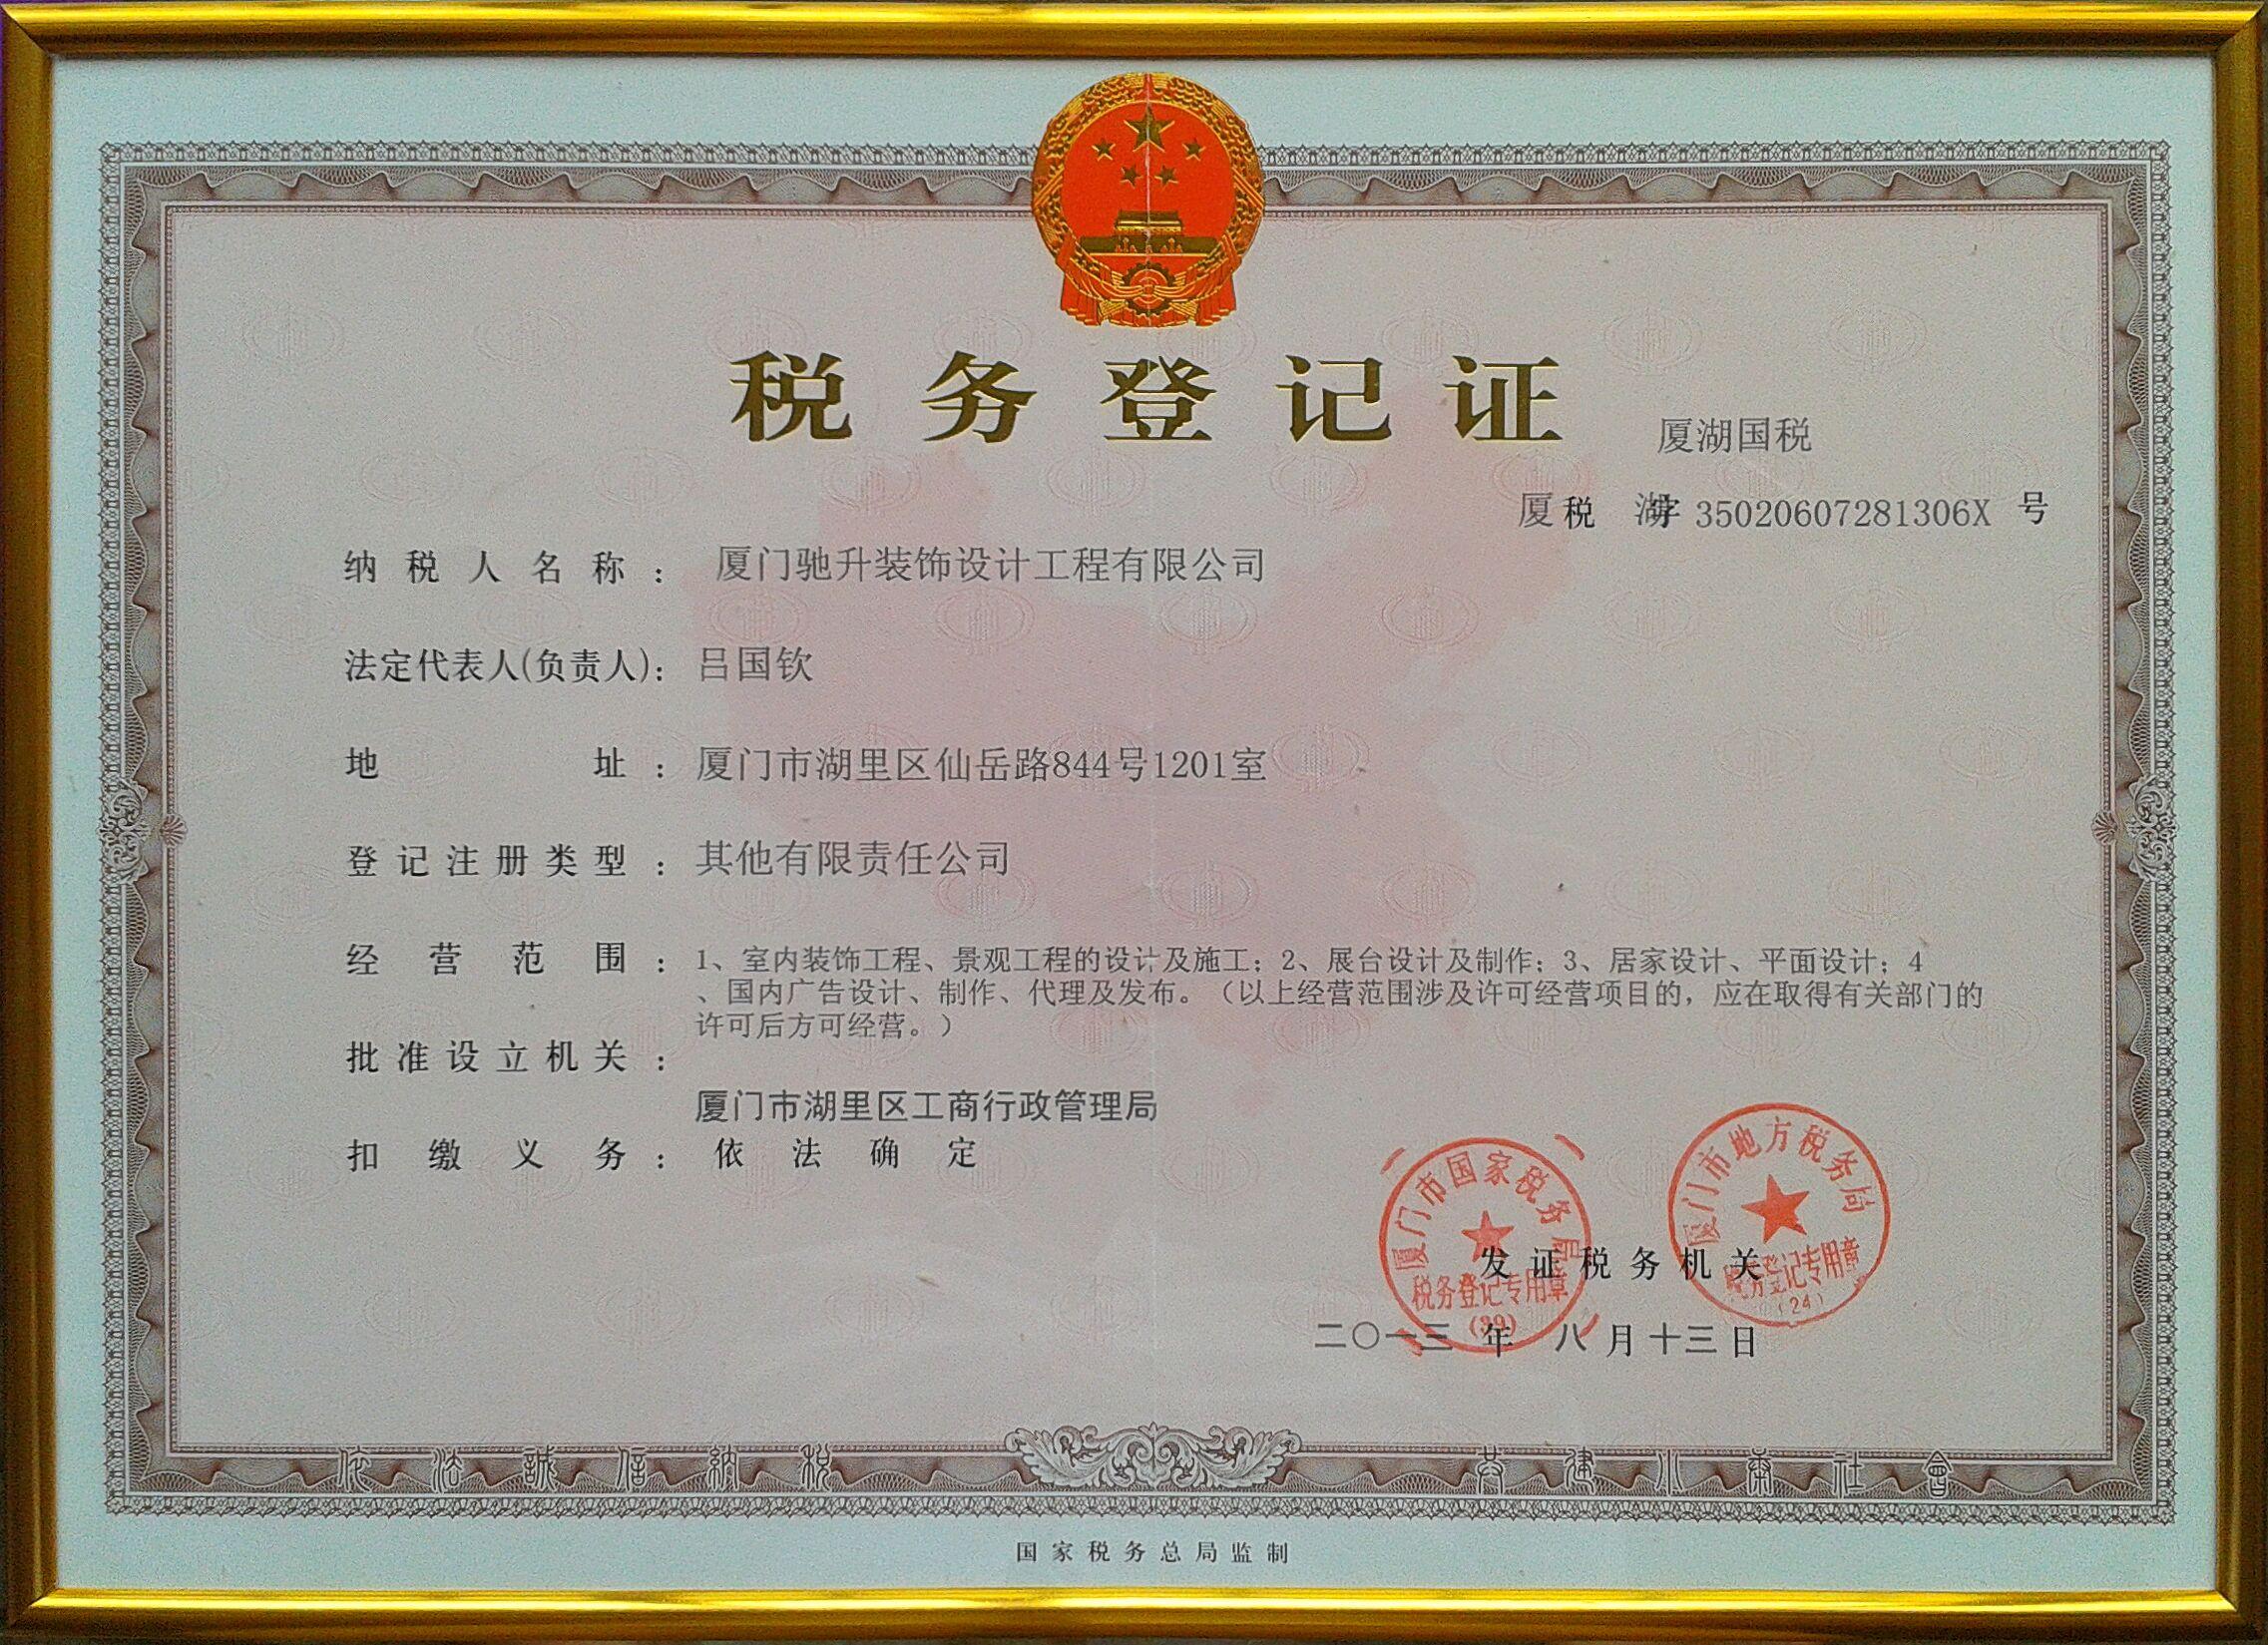 税务登记证
厦湖国税
厦税 湖字 35020607281306X 号
纳税人名称： 厦门驰升装饰设计工程有限公司
法定代表人(负责人)： 吕国钦
地址： 厦门市湖里区仙岳路844号1201室
登记注册类型： 其他有限责任公司
经营范围： 1、室内装饰工程、景观工程的设计及施工；2、展台设计及制作；3、居家设计、平面设计；4
、国内广告设计、制作、代理及发布。（以上经营范围涉及许可经营项目的，应在取得有关部门的
许可后方可经营。）
批准设立机关：
厦门市湖里区工商行政管理局
扣缴义务： 依法确定
厦门市国家税务局
税务登记专用章
(39)
厦门市地方税务局
税务登记专用章
(24)
发证税务机关
二〇一三 年 八 月 十三 日
依法誠信納税
共建小康社會
国家税务总局监制